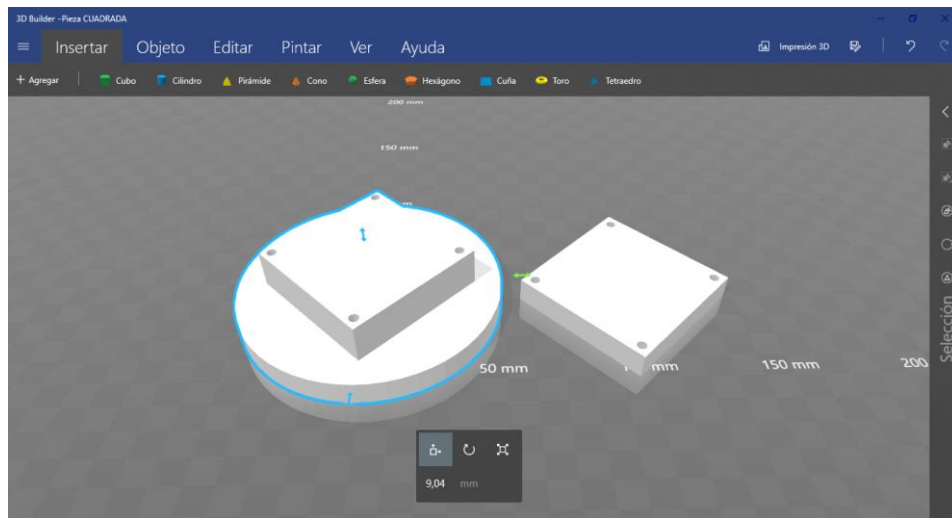 3D Builder - Pieza CUADRADA
Insertar Objeto Editar Pintar Ver Ayuda Impresión 3D
+ Agregar Cubo Cilindro Pirámide Cono Esfera Hexágono Cuña Toro Tetraedro
200 mm
150 mm
Selección
50 mm mm 150 mm 200
9,04 mm